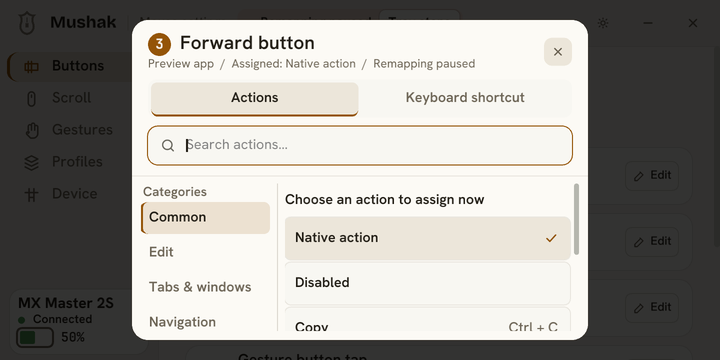 Mushak
Buttons
Scroll
Gestures
Profiles
Device
MX Master 2S
Connected
50%
3 Forward button
Preview app / Assigned: Native action / Remapping paused
Actions
Keyboard shortcut
Search actions...
Categories
Common
Edit
Tabs & windows
Navigation
Choose an action to assign now
Native action
Disabled
Copy Ctrl + C
Edit
Edit
Edit
Gesture button tap